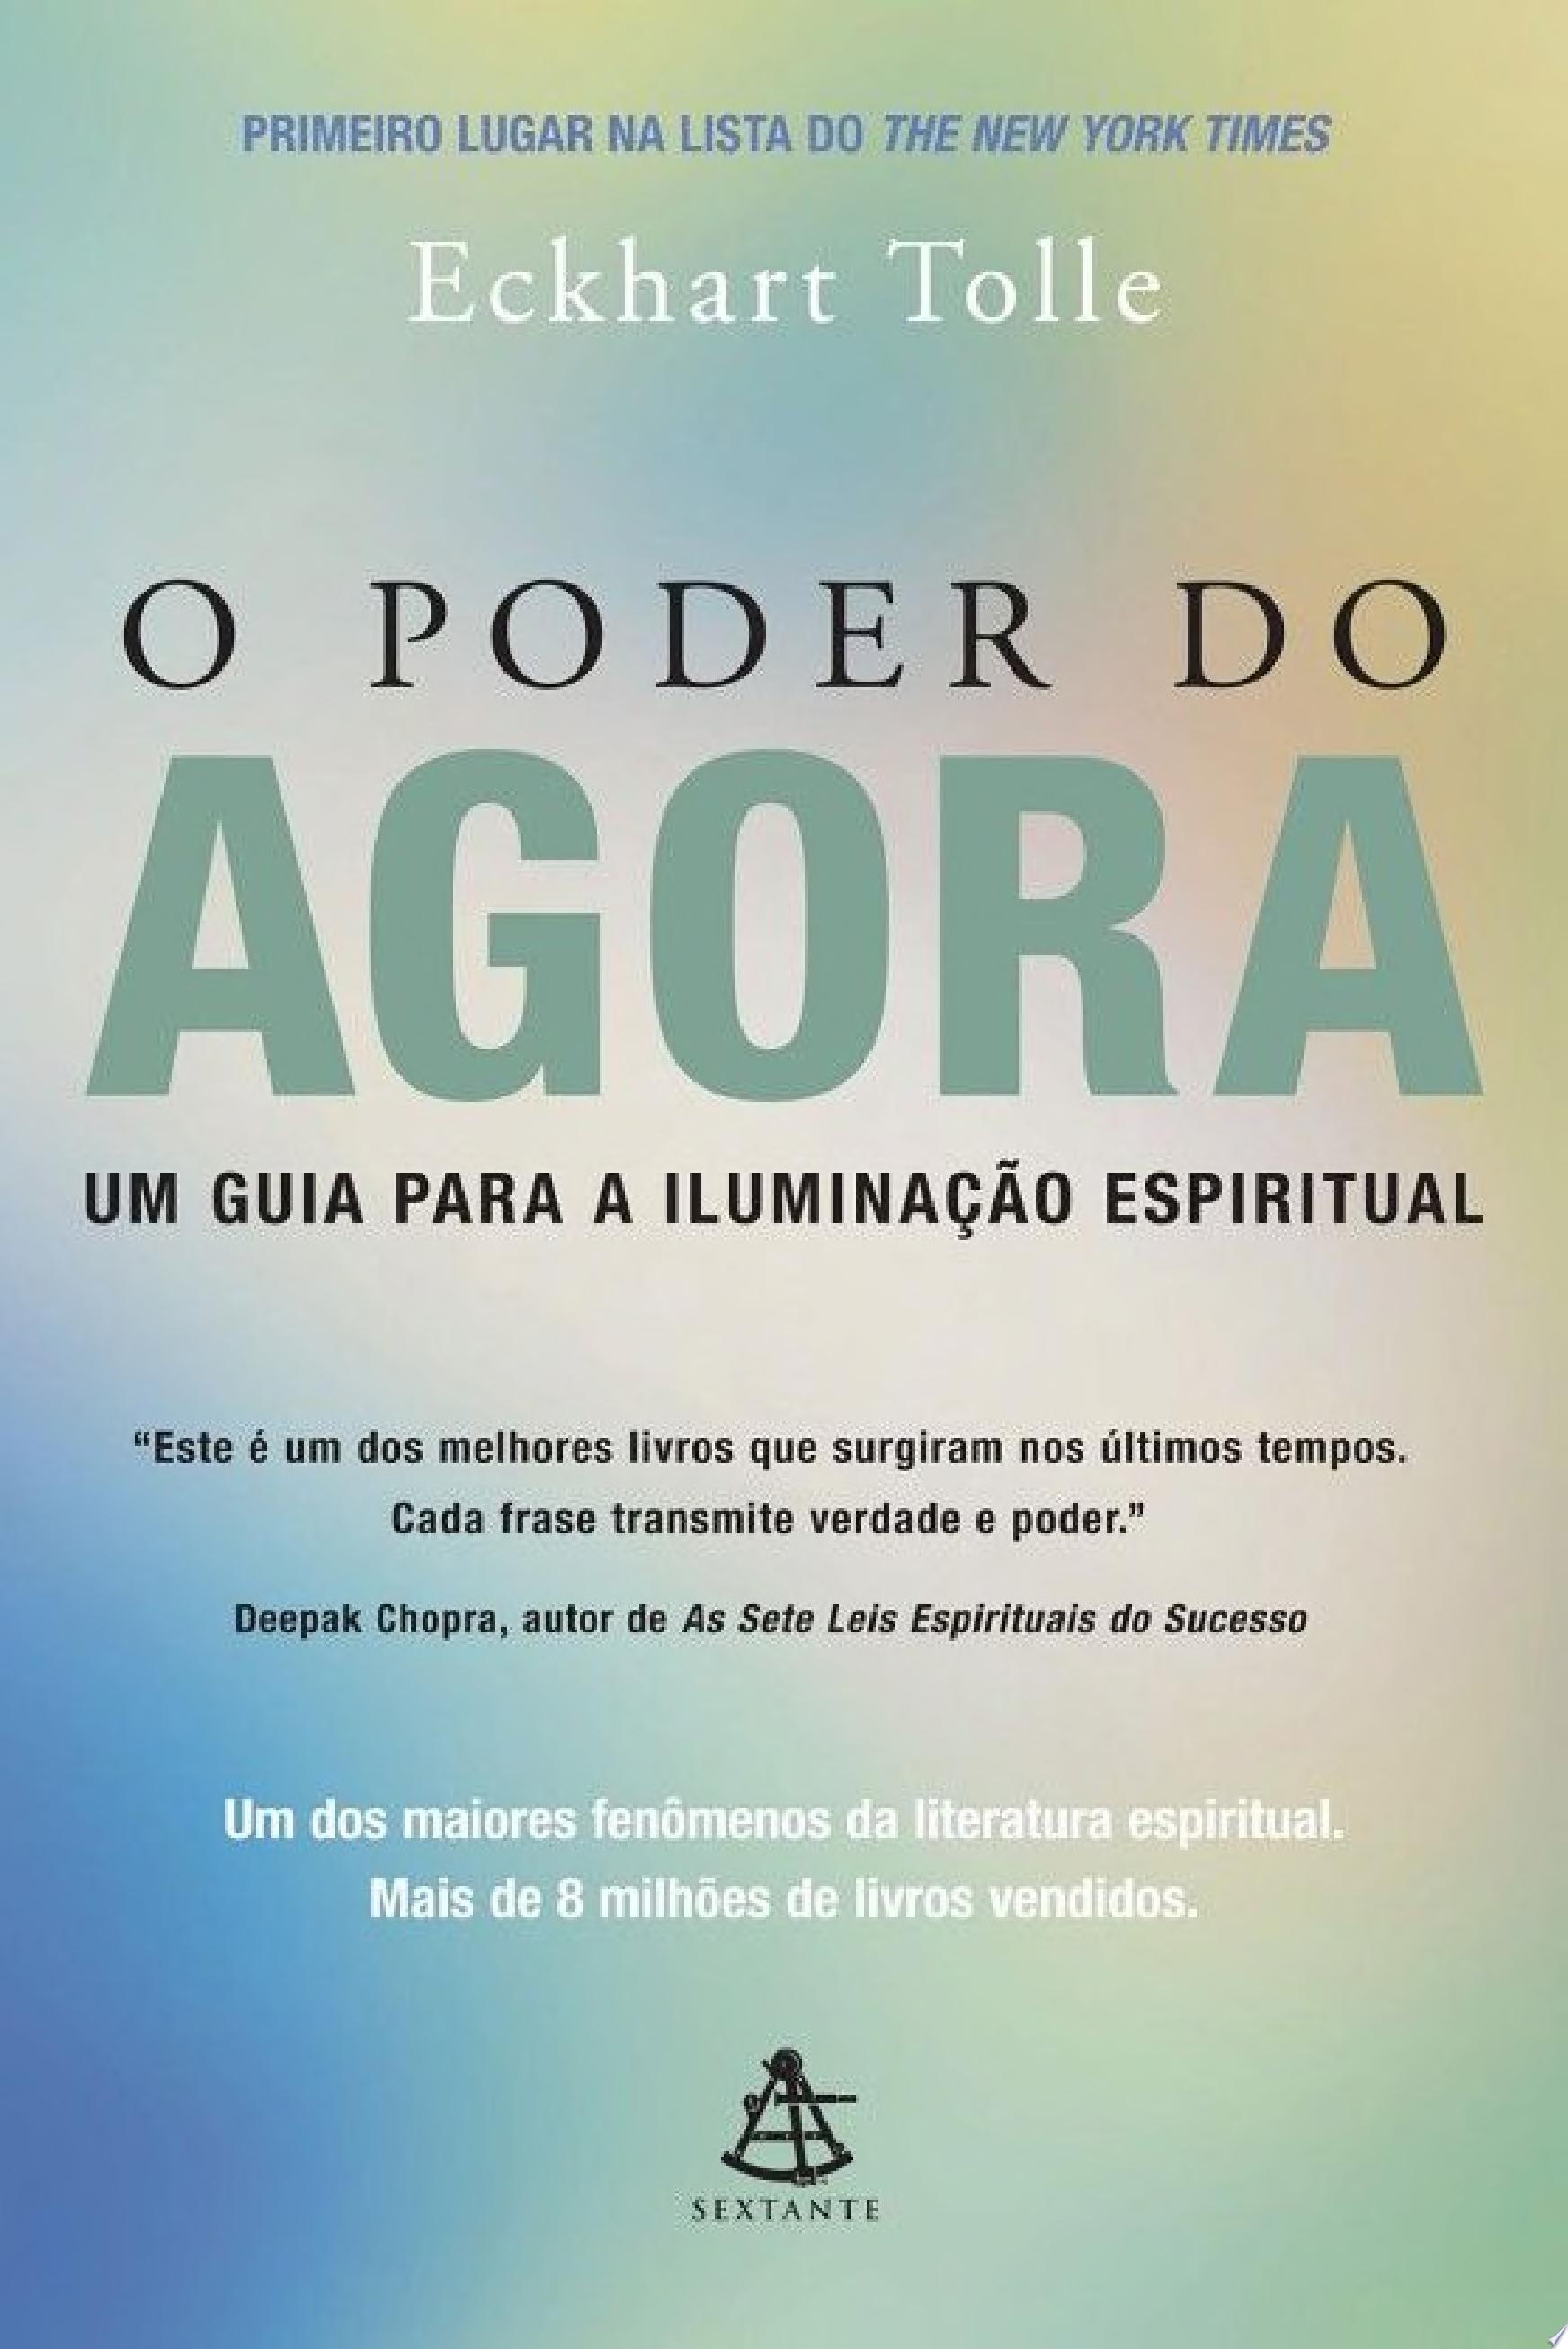 PRIMEIRO LUGAR NA LISTA DO THE NEW YORK TIMES
Eckhart Tolle
O PODER DO
AGORA
UM GUIA PARA A ILUMINAÇÃO ESPIRITUAL
“Este é um dos melhores livros que surgiram nos últimos tempos.
Cada frase transmite verdade e poder.”
Deepak Chopra, autor de As Sete Leis Espirituais do Sucesso
Um dos maiores fenômenos da literatura espiritual.
Mais de 8 milhões de livros vendidos.
SEXTANTE